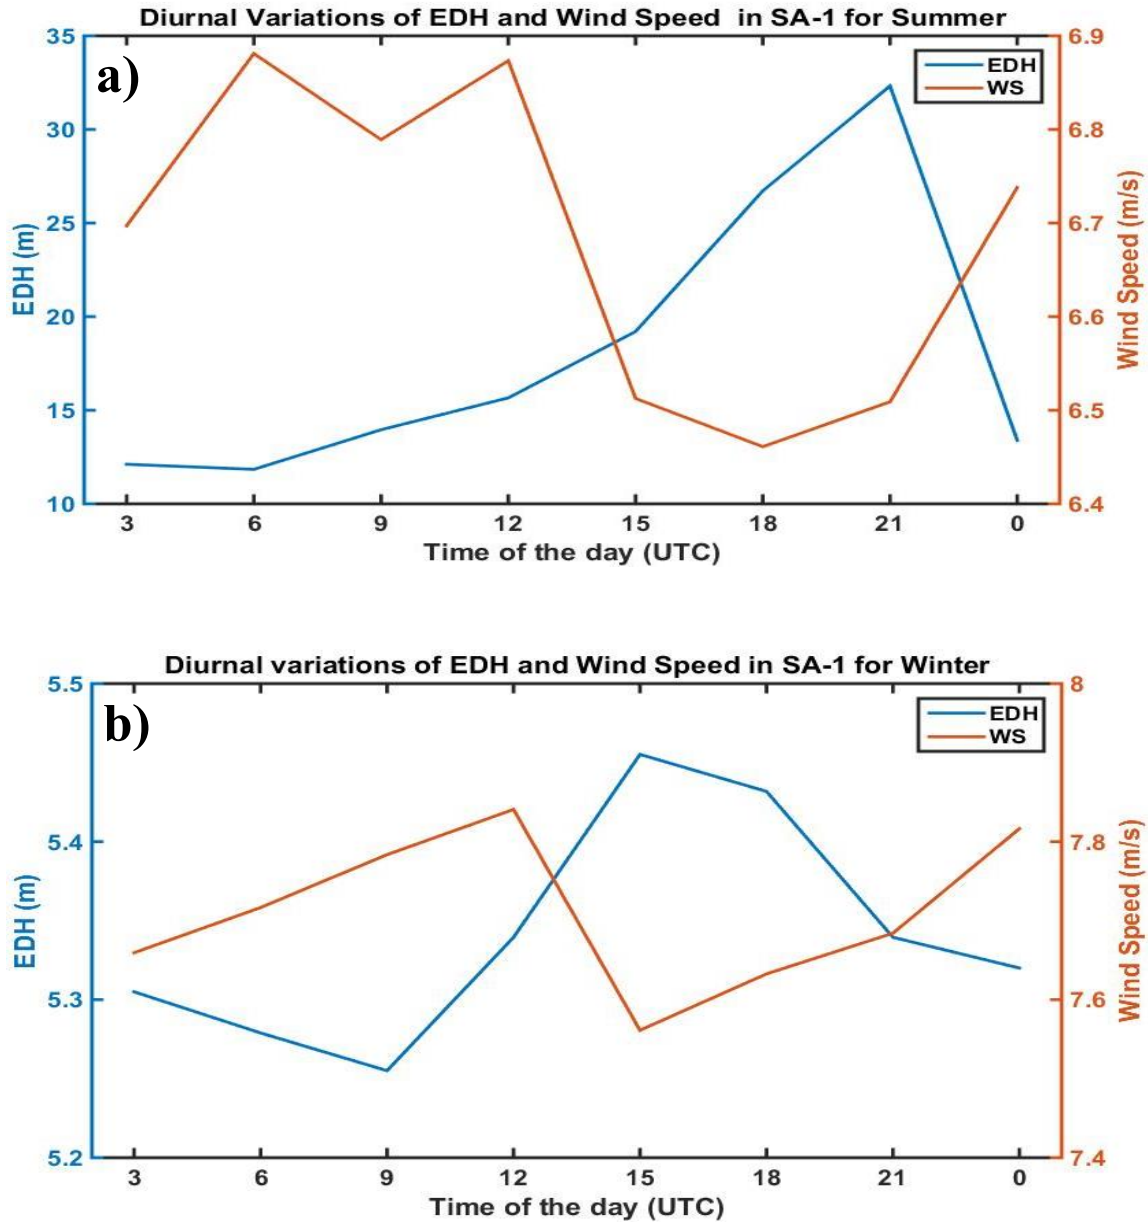 Diurnal Variations of EDH and Wind Speed in SA-1 for Summer
a)
EDH
WS
35
30
25
20
15
10
EDH (m)
6.9
6.8
6.7
6.6
6.5
6.4
Wind Speed (m/s)
3 6 9 12 15 18 21 0
Time of the day (UTC)
Diurnal variations of EDH and Wind Speed in SA-1 for Winter
b)
EDH
WS
5.5
5.4
5.3
5.2
EDH (m)
8
7.8
7.6
7.4
Wind Speed (m/s)
3 6 9 12 15 18 21 0
Time of the day (UTC)